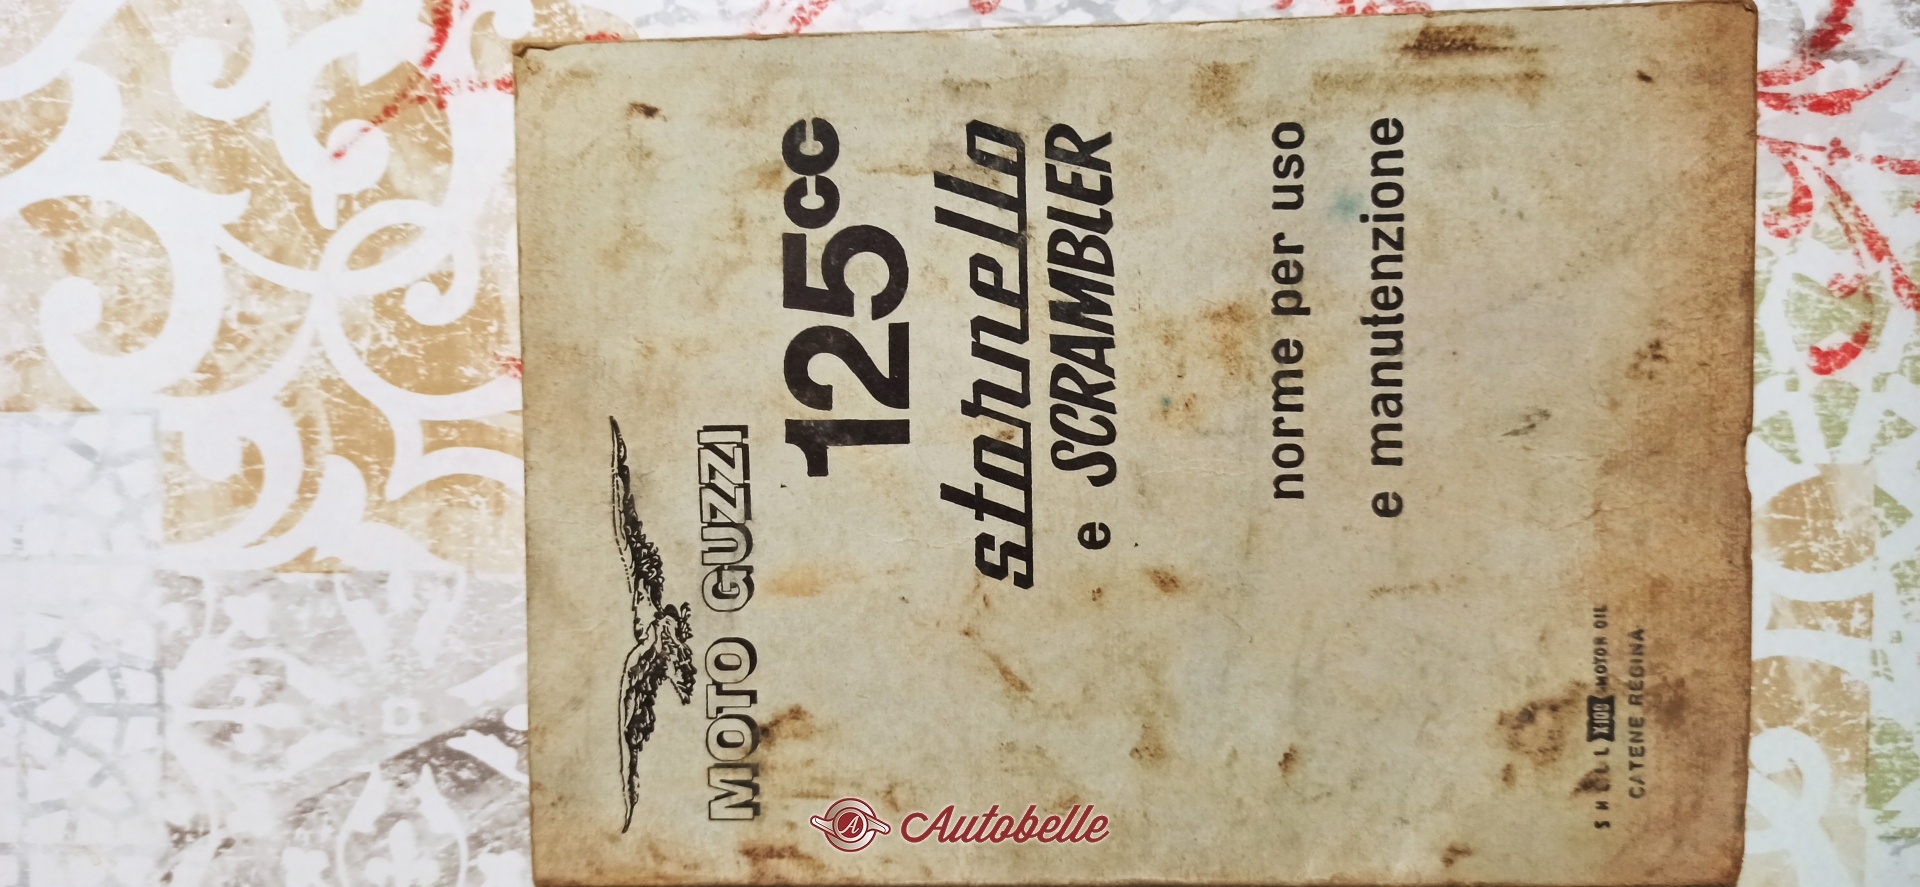 MOTO GUZZI
125cc
stornello
e SCRAMBLER
norme per uso
e manutenzione
SHELL X100 MOTOR OIL
CATENE REGINA
Autobelle